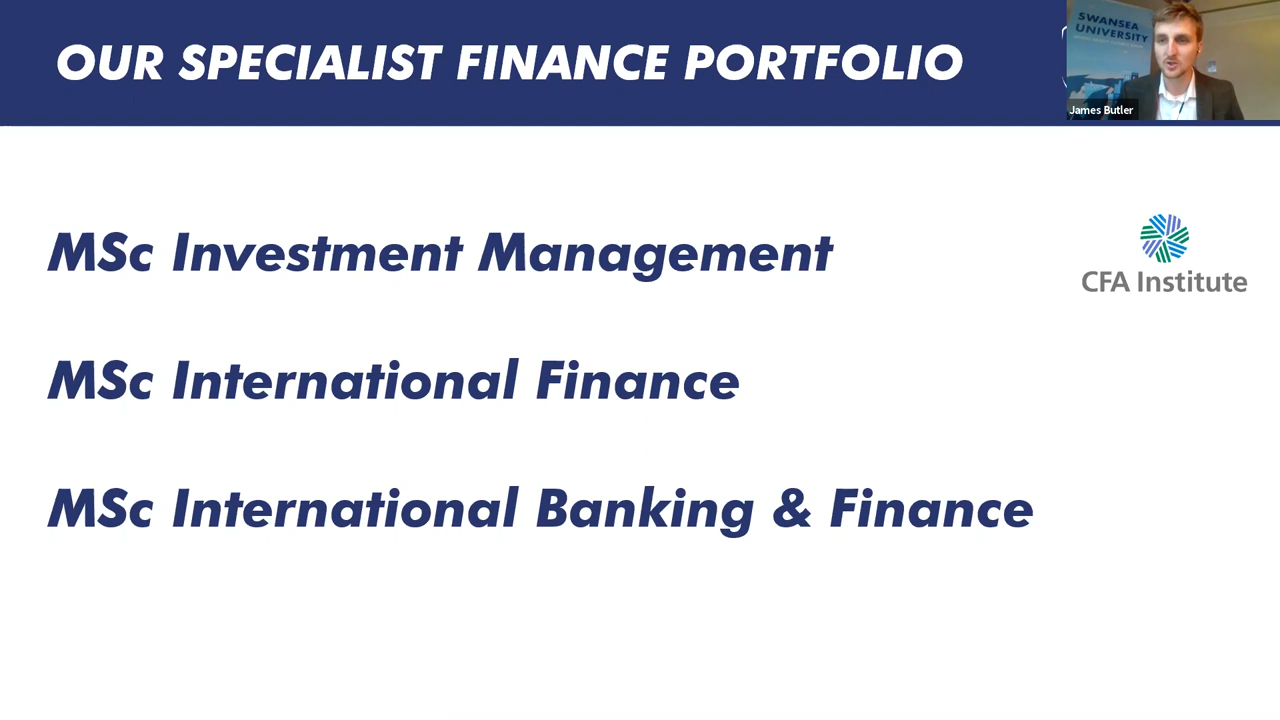 OUR SPECIALIST FINANCE PORTFOLIO
SWANSEA
UNIVERSITY
James Butler
MSc Investment Management
CFA Institute
MSc International Finance
MSc International Banking & Finance